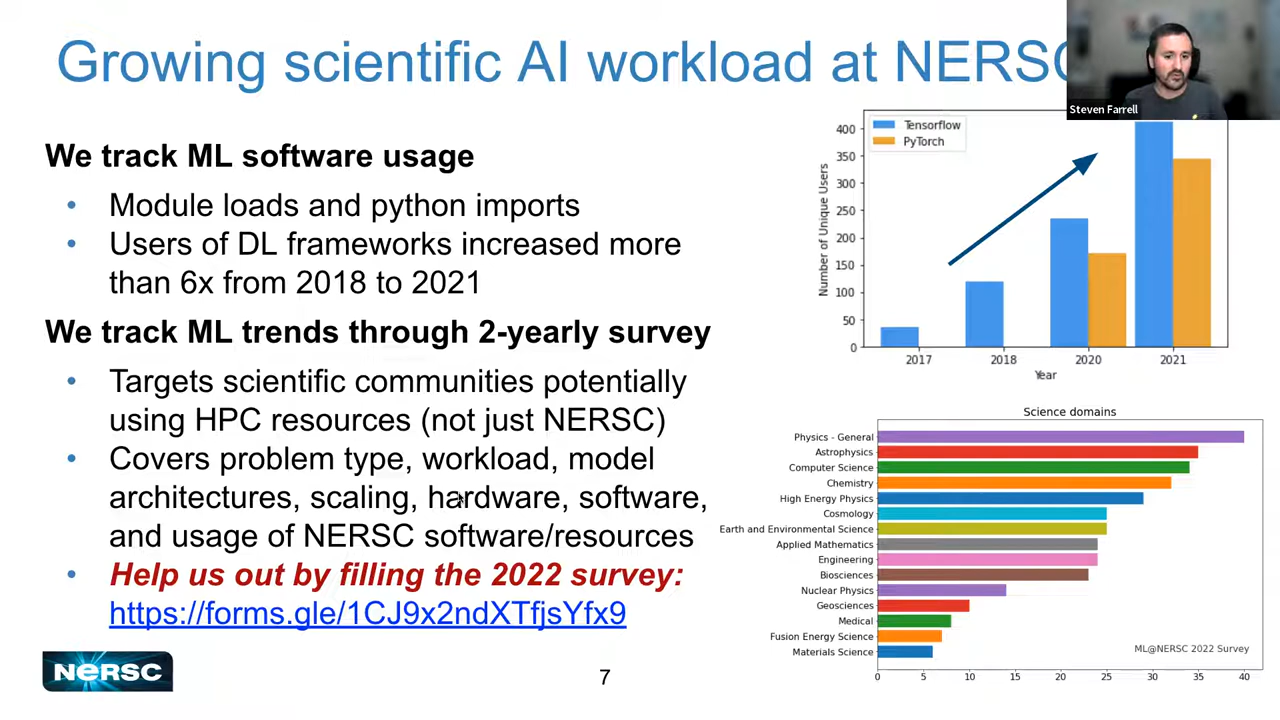 Growing scientific AI workload at NERSC
Steven Farrell
We track ML software usage
• Module loads and python imports
• Users of DL frameworks increased more
than 6x from 2018 to 2021
We track ML trends through 2-yearly survey
• Targets scientific communities potentially
using HPC resources (not just NERSC)
• Covers problem type, workload, model
architectures, scaling, hardware, software,
and usage of NERSC software/resources
• Help us out by filling the 2022 survey:
https://forms.gle/1CJ9x2ndXTfjsYfx9
NERSC
7
Tensorflow
PyTorch
Number of Unique Users
400
350
300
250
200
150
100
50
0
2017 2018 2020 2021
Year
Science domains
Physics - General
Astrophysics
Computer Science
Chemistry
High Energy Physics
Cosmology
Earth and Environmental Science
Applied Mathematics
Engineering
Biosciences
Nuclear Physics
Geosciences
Medical
Fusion Energy Science
Materials Science
ML@NERSC 2022 Survey
0 5 10 15 20 25 30 35 40